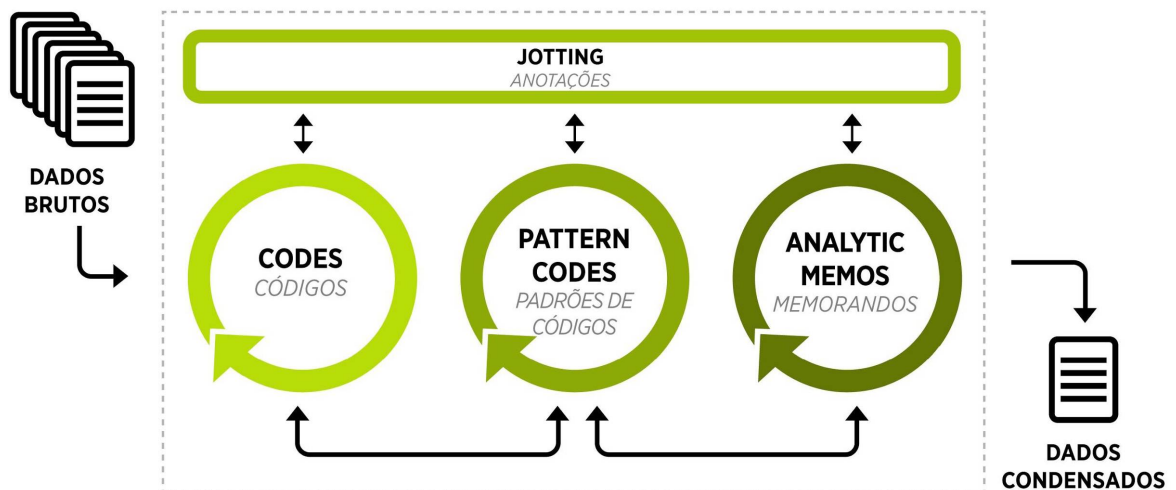 JOTTING
ANOTAÇÕES
DADOS
BRUTOS
CODES
CÓDIGOS
PATTERN
CODES
PADRÕES DE
CÓDIGOS
ANALYTIC
MEMOS
MEMORANDOS
DADOS
CONDENSADOS